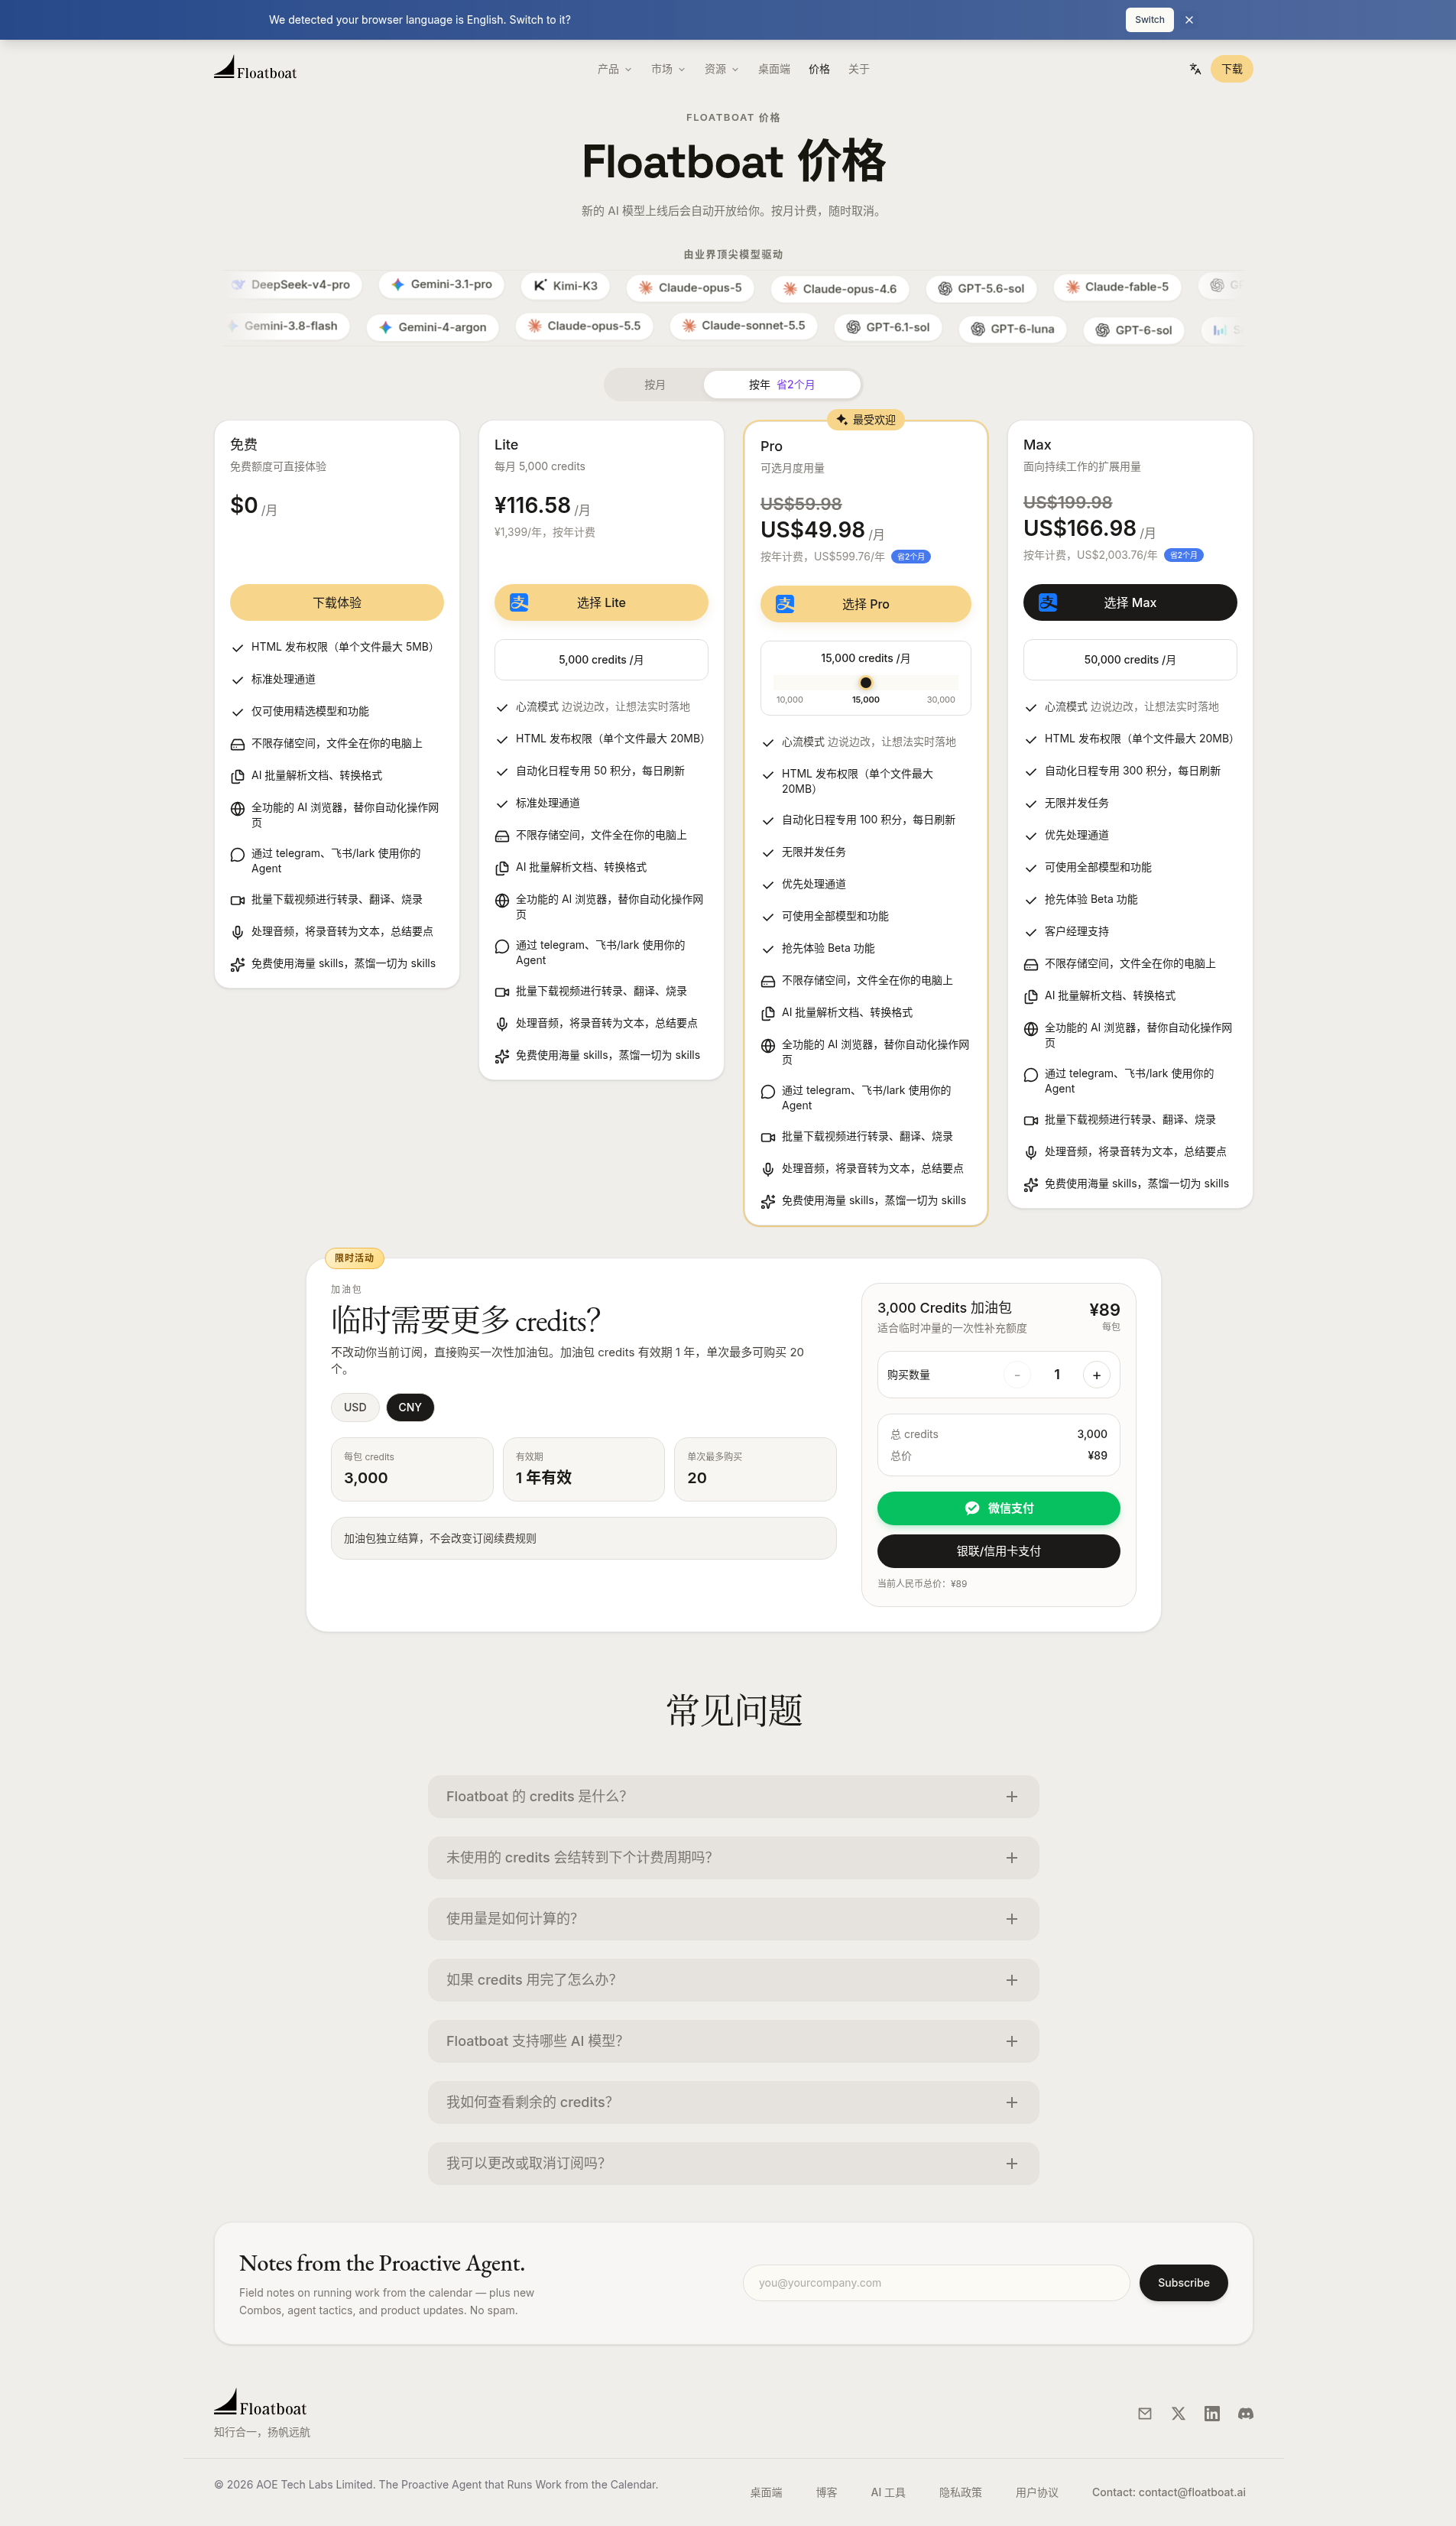 We detected your browser language is English. Switch to it?
Switch
Floatboat
产品
市场
资源
桌面端
价格
关于
下载
FLOATBOAT 价格
Floatboat 价格
新的 AI 模型上线后会自动开放给你。按月计费，随时取消。
由业界顶尖模型驱动
DeepSeek-v4-pro
Gemini-3.1-pro
Kimi-K3
Claude-opus-5
Claude-opus-4.6
GPT-5.6-sol
Claude-fable-5
Gemini-3.8-flash
Gemini-4-argon
Claude-opus-5.5
Claude-sonnet-5.5
GPT-6.1-sol
GPT-6-luna
GPT-6-sol
按月
按年 省2个月
免费
免费额度可直接体验
$0 /月
下载体验
HTML 发布权限（单个文件最大 5MB）
标准处理通道
仅可使用精选模型和功能
不限存储空间，文件全在你的电脑上
AI 批量解析文档、转换格式
全功能的 AI 浏览器，替你自动化操作网
页
通过 telegram、飞书/lark 使用你的
Agent
批量下载视频进行转录、翻译、烧录
处理音频，将录音转为文本，总结要点
免费使用海量 skills，蒸馏一切为 skills
Lite
每月 5,000 credits
¥116.58 /月
¥1,399/年，按年计费
支
选择 Lite
5,000 credits /月
心流模式 边说边改，让想法实时落地
HTML 发布权限（单个文件最大 20MB）
自动化日程专用 50 积分，每日刷新
标准处理通道
不限存储空间，文件全在你的电脑上
AI 批量解析文档、转换格式
全功能的 AI 浏览器，替你自动化操作网
页
通过 telegram、飞书/lark 使用你的
Agent
批量下载视频进行转录、翻译、烧录
处理音频，将录音转为文本，总结要点
免费使用海量 skills，蒸馏一切为 skills
最受欢迎
Pro
可选月度用量
US$59.98
US$49.98 /月
按年计费，US$599.76/年 省2个月
支
选择 Pro
15,000 credits /月
10,000 15,000 30,000
心流模式 边说边改，让想法实时落地
HTML 发布权限（单个文件最大
20MB）
自动化日程专用 100 积分，每日刷新
无限并发任务
优先处理通道
可使用全部模型和功能
抢先体验 Beta 功能
不限存储空间，文件全在你的电脑上
AI 批量解析文档、转换格式
全功能的 AI 浏览器，替你自动化操作网
页
通过 telegram、飞书/lark 使用你的
Agent
批量下载视频进行转录、翻译、烧录
处理音频，将录音转为文本，总结要点
免费使用海量 skills，蒸馏一切为 skills
Max
面向持续工作的扩展用量
US$199.98
US$166.98 /月
按年计费，US$2,003.76/年 省2个月
支
选择 Max
50,000 credits /月
心流模式 边说边改，让想法实时落地
HTML 发布权限（单个文件最大 20MB）
自动化日程专用 300 积分，每日刷新
无限并发任务
优先处理通道
可使用全部模型和功能
抢先体验 Beta 功能
客户经理支持
不限存储空间，文件全在你的电脑上
AI 批量解析文档、转换格式
全功能的 AI 浏览器，替你自动化操作网
页
通过 telegram、飞书/lark 使用你的
Agent
批量下载视频进行转录、翻译、烧录
处理音频，将录音转为文本，总结要点
免费使用海量 skills，蒸馏一切为 skills
限时活动
加油包
临时需要更多 credits？
不改动你当前订阅，直接购买一次性加油包。加油包 credits 有效期 1 年，单次最多可购买 20
个。
USD
CNY
每包 credits
3,000
有效期
1 年有效
单次最多购买
20
加油包独立结算，不会改变订阅续费规则
3,000 Credits 加油包
适合临时冲量的一次性补充额度
¥89
每包
购买数量
-
1
+
总 credits 3,000
总价 ¥89
微信支付
银联/信用卡支付
当前人民币总价：¥89
常见问题
Floatboat 的 credits 是什么？
未使用的 credits 会结转到下个计费周期吗？
使用量是如何计算的？
如果 credits 用完了怎么办？
Floatboat 支持哪些 AI 模型？
我如何查看剩余的 credits？
我可以更改或取消订阅吗？
Notes from the Proactive Agent.
Field notes on running work from the calendar — plus new
Combos, agent tactics, and product updates. No spam.
you@yourcompany.com
Subscribe
Floatboat
知行合一，扬帆远航
© 2026 AOE Tech Labs Limited. The Proactive Agent that Runs Work from the Calendar.
桌面端
博客
AI 工具
隐私政策
用户协议
Contact: contact@floatboat.ai